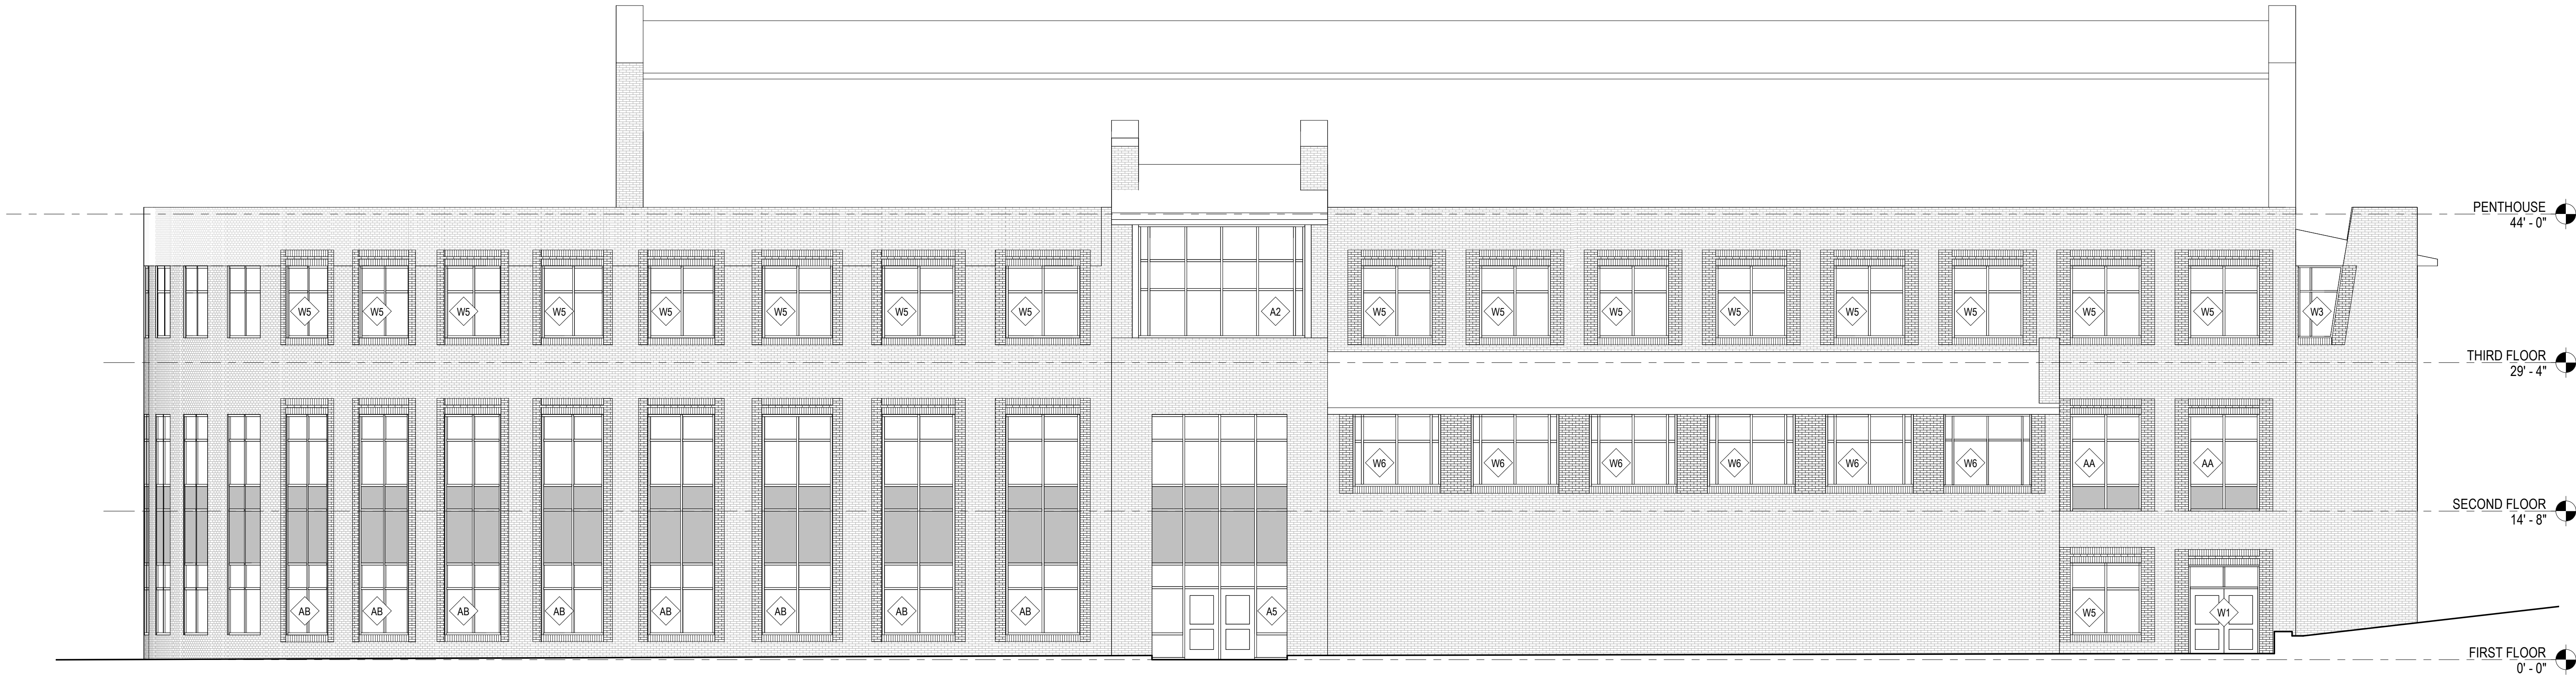 PENTHOUSE
44' - 0"
W5 W5 W5 W5 W5 W5 W5 W5 A2 W5 W5 W5 W5 W5 W5 W5 W5 W3
THIRD FLOOR
29' - 4"
W6 W6 W6 W6 W6 W6 AA AA
SECOND FLOOR
14' - 8"
AB AB AB AB AB AB AB AB A5 W5 W1
FIRST FLOOR
0' - 0"